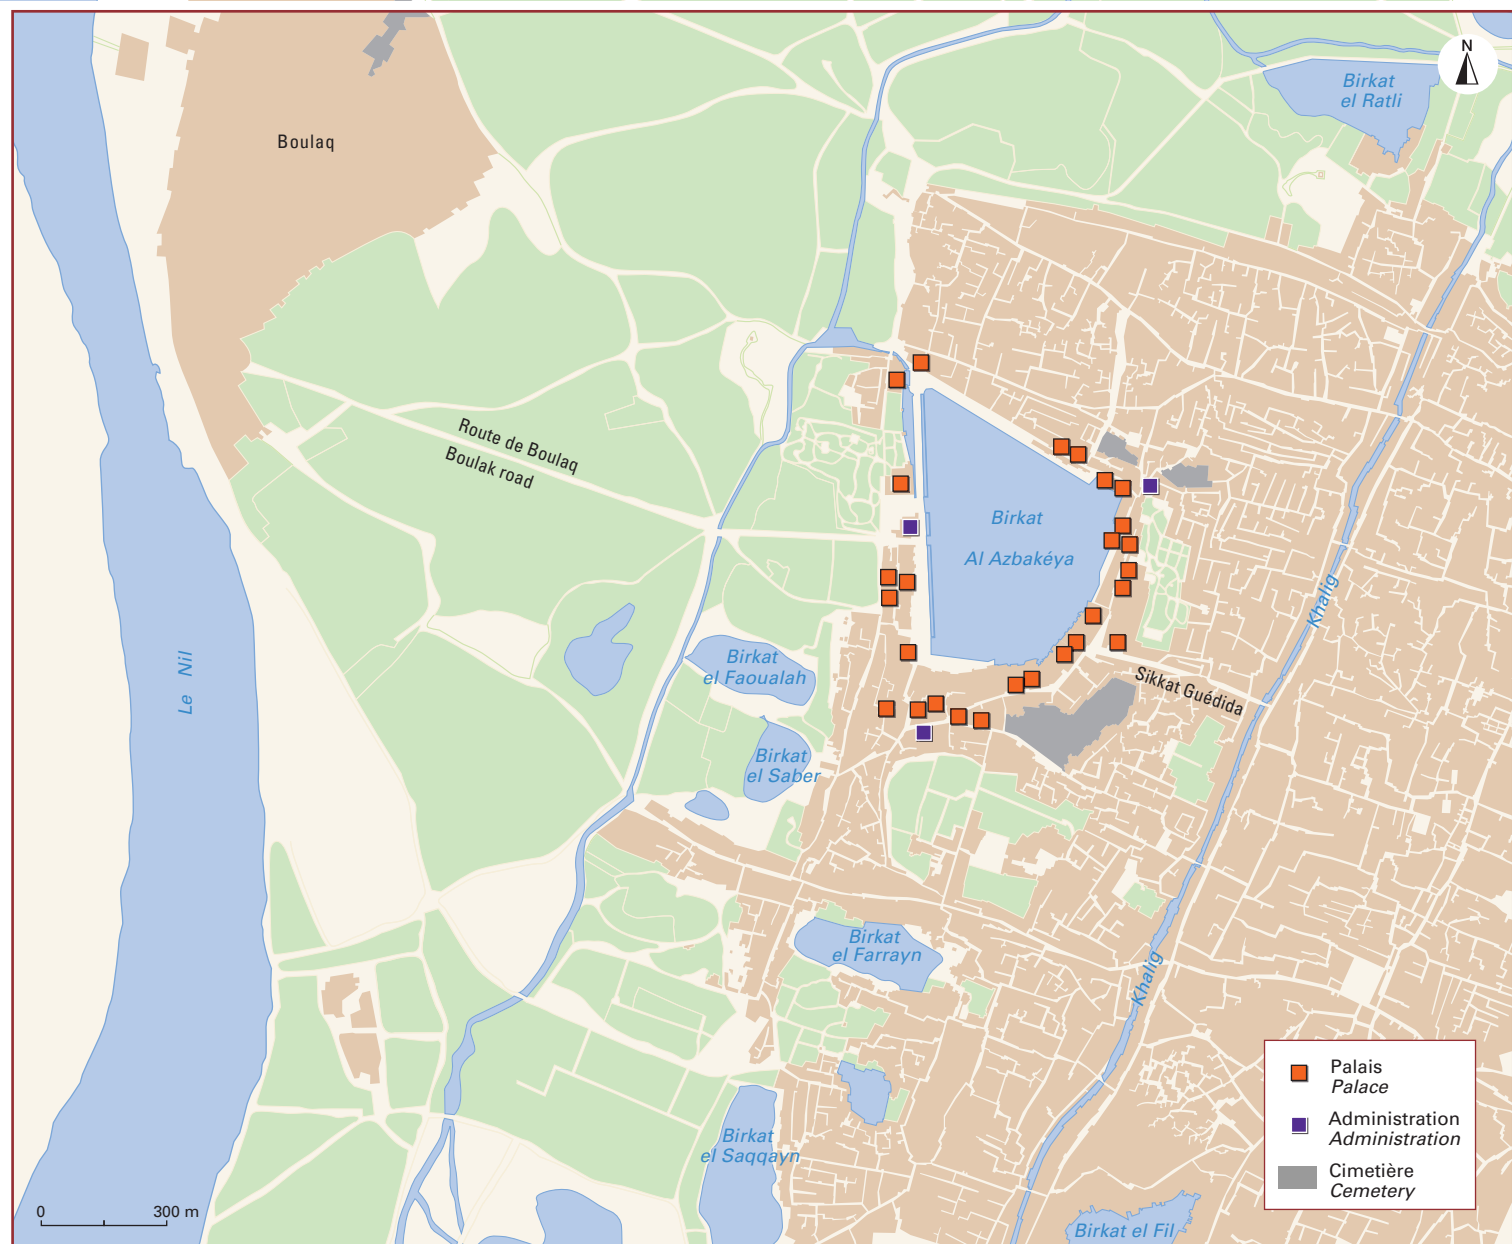 N
Birkat
el Ratli
Boulaq
Route de Boulaq
Boulak road
Birkat
Al Azbakéya
Khalig
Le Nil
Birkat
el Faoualah
Sikkat Guédida
Birkat
el Saber
Birkat
el Farrayn
Khalig
Palais
Palace
Administration
Administration
Cimetière
Cemetery
Birkat
el Saqqayn
0 300 m
Birkat el Fil